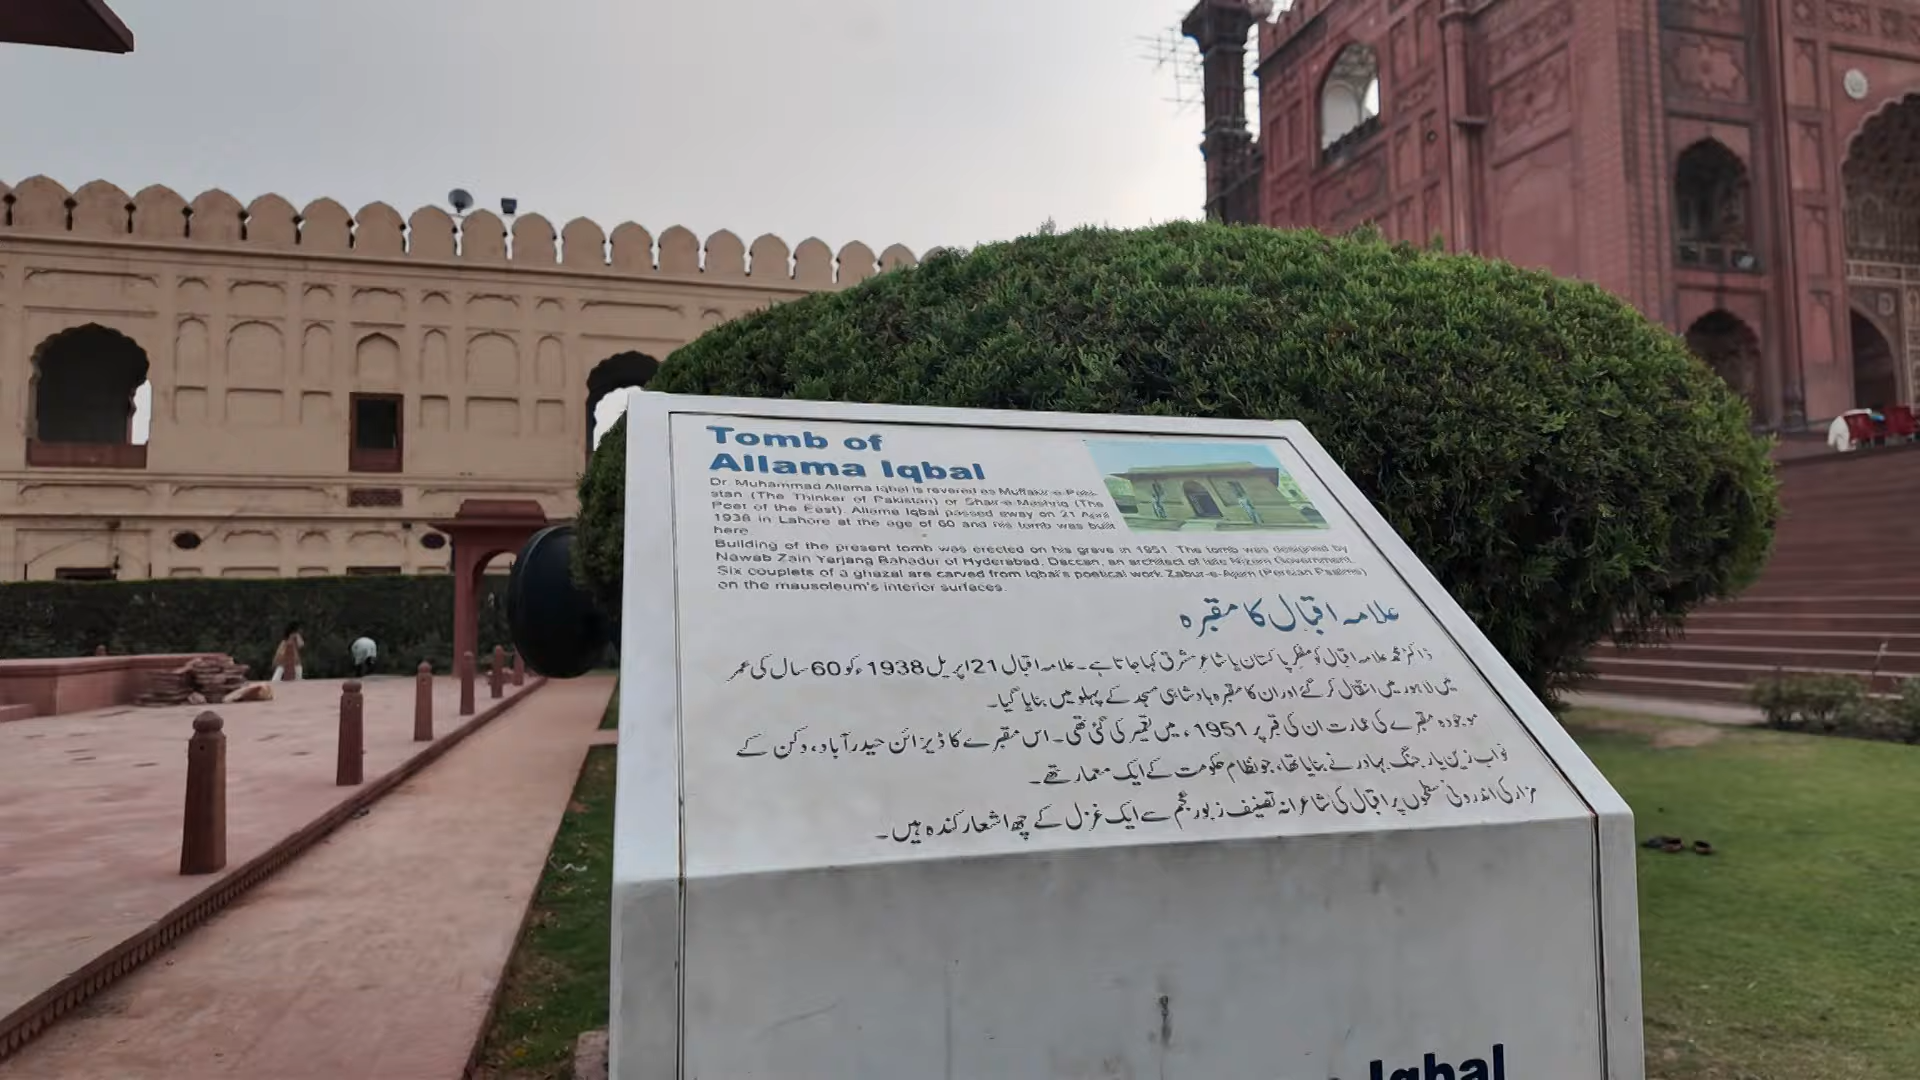 Tomb of
Allama Iqbal
Dr. Muhammad Allama Iqbal is revered as Muffakir-e-Paki-
stan (The Thinker of Pakistan) or Shair-e-Mashriq (The
Poet of the East). Allama Iqbal passed away on 21 April
1938 in Lahore at the age of 60 and his tomb was built
here.
Building of the present tomb was erected on his grave in 1951. The tomb was designed by
Nawab Zain Yarjang Bahadur of Hyderabad, Daccan, an architect of late Nizam Government.
Six couplets of a ghazal are carved from Iqbal's poetical work Zabur-e-Ajam (Persian Psalms)
on the mausoleum's interior surfaces.
علامہ اقبال کا مقبرہ
ڈاکٹر محمد علامہ اقبال کو مفکر پاکستان یا شاعر مشرق کہا جاتا ہے۔ علامہ اقبال 21 اپریل 1938ء کو 60 سال کی عمر
میں لاہور میں انتقال کر گئے اور ان کا مقبرہ بادشاہی مسجد کے پہلو میں بنایا گیا۔
موجودہ مقبرے کی عمارت ان کی قبر پر 1951ء میں تعمیر کی گئی تھی۔ اس مقبرے کا ڈیزائن حیدرآباد، دکن کے
نواب زین یار جنگ بہادر نے بنایا تھا، جو نظام حکومت کے ایک معمار تھے۔
مزار کی اندرونی سطحوں پر اقبال کی شاعرانہ تصنیف زبور عجم سے ایک غزل کے چھ اشعار کندہ ہیں۔
Iqbal